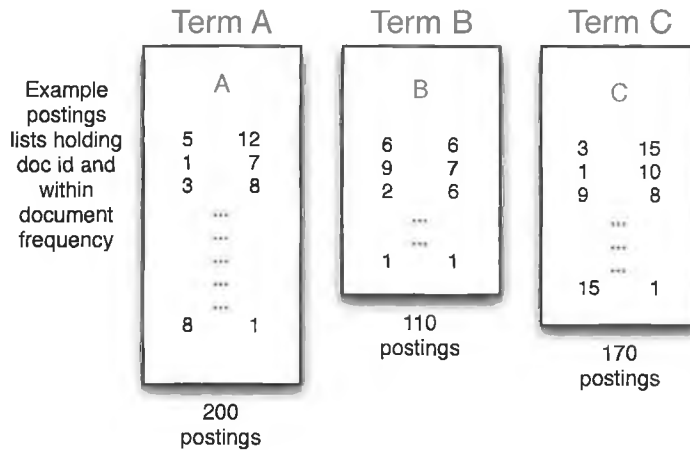 Term A
Term B
Term C
Example
postings
lists holding
doc id and
within
document
frequency
A
5 12
1 7
3 8
...
...
...
...
...
8 1
200
postings
B
6 6
9 7
2 6
...
...
1 1
110
postings
C
3 15
1 10
9 8
...
...
...
15 1
170
postings